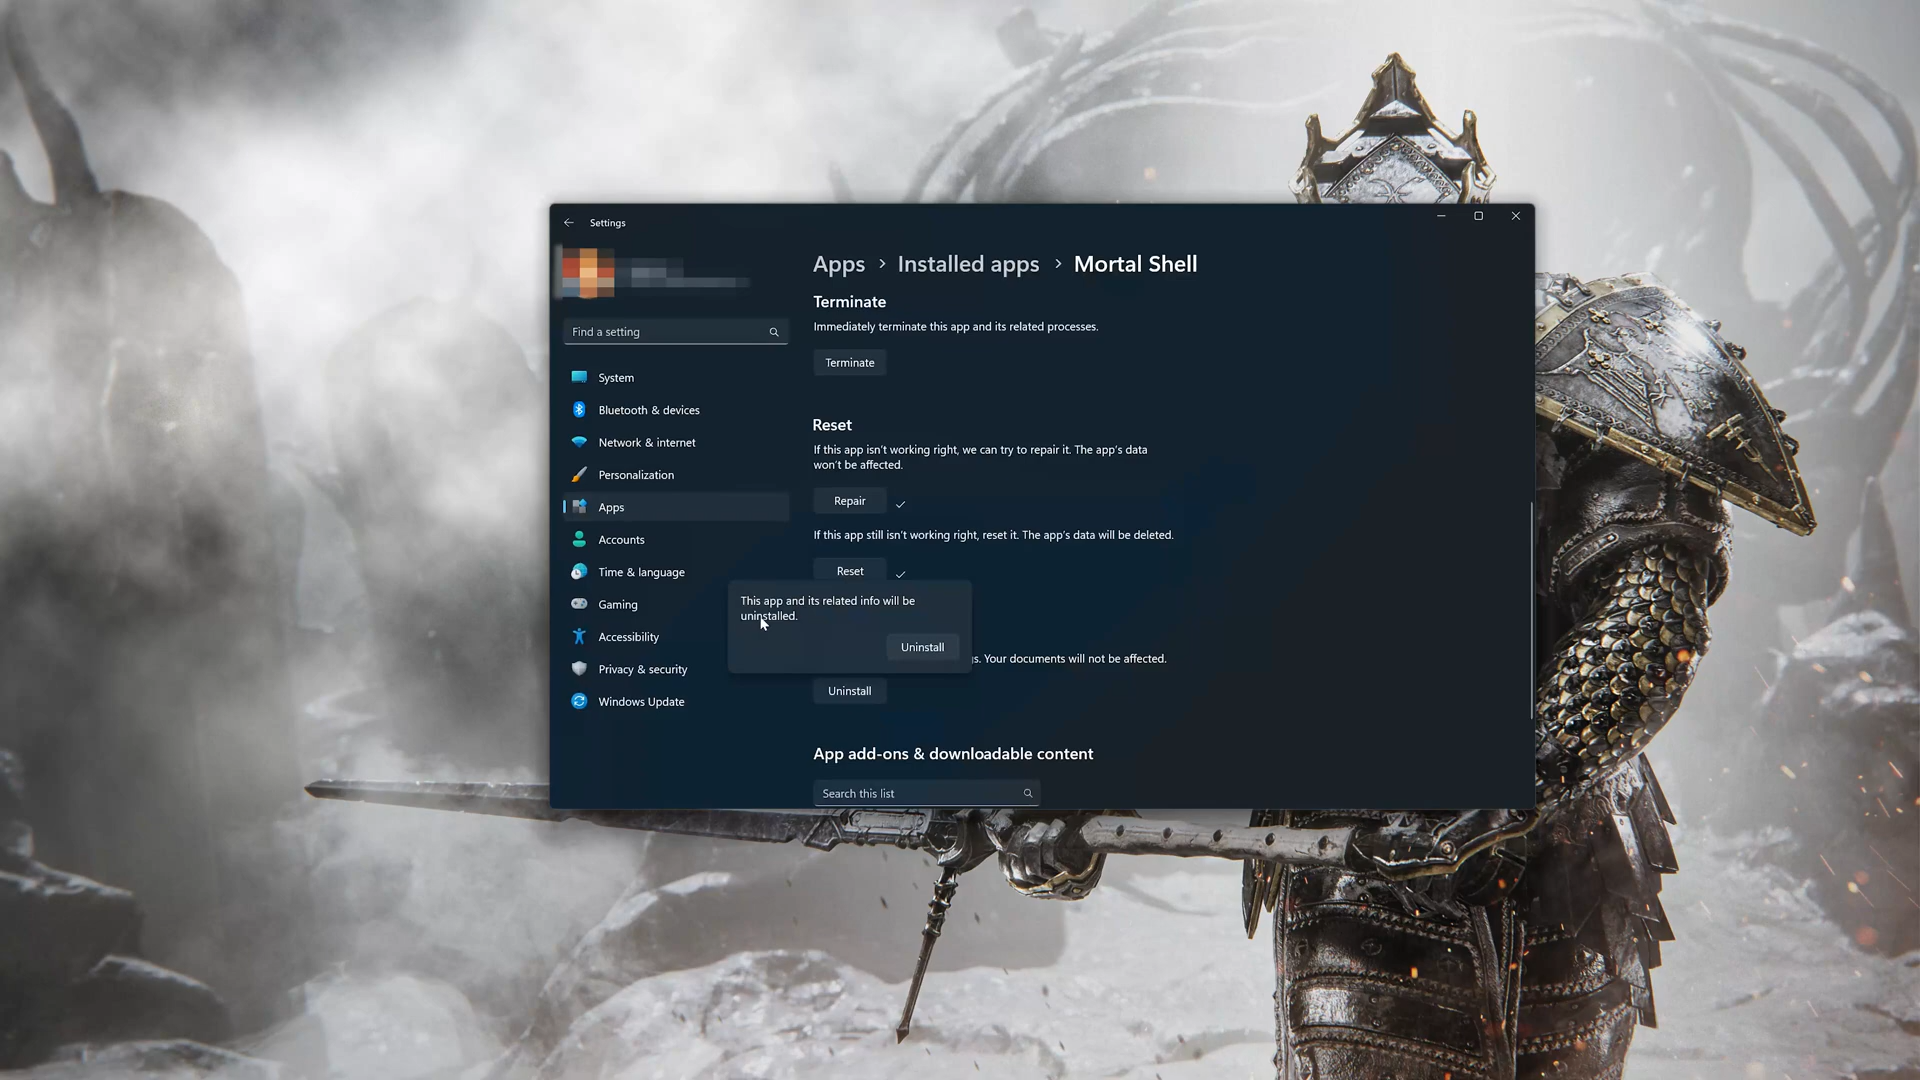 Settings
Find a setting
System
Bluetooth & devices
Network & internet
Personalization
Apps
Accounts
Time & language
Gaming
Accessibility
Privacy & security
Windows Update
Apps > Installed apps > Mortal Shell
Terminate
Immediately terminate this app and its related processes.
Terminate
Reset
If this app isn't working right, we can try to repair it. The app's data
won't be affected.
Repair
If this app still isn't working right, reset it. The app's data will be deleted.
Reset
This app and its related info will be
uninstalled.
Uninstall
Your documents will not be affected.
Uninstall
App add-ons & downloadable content
Search this list